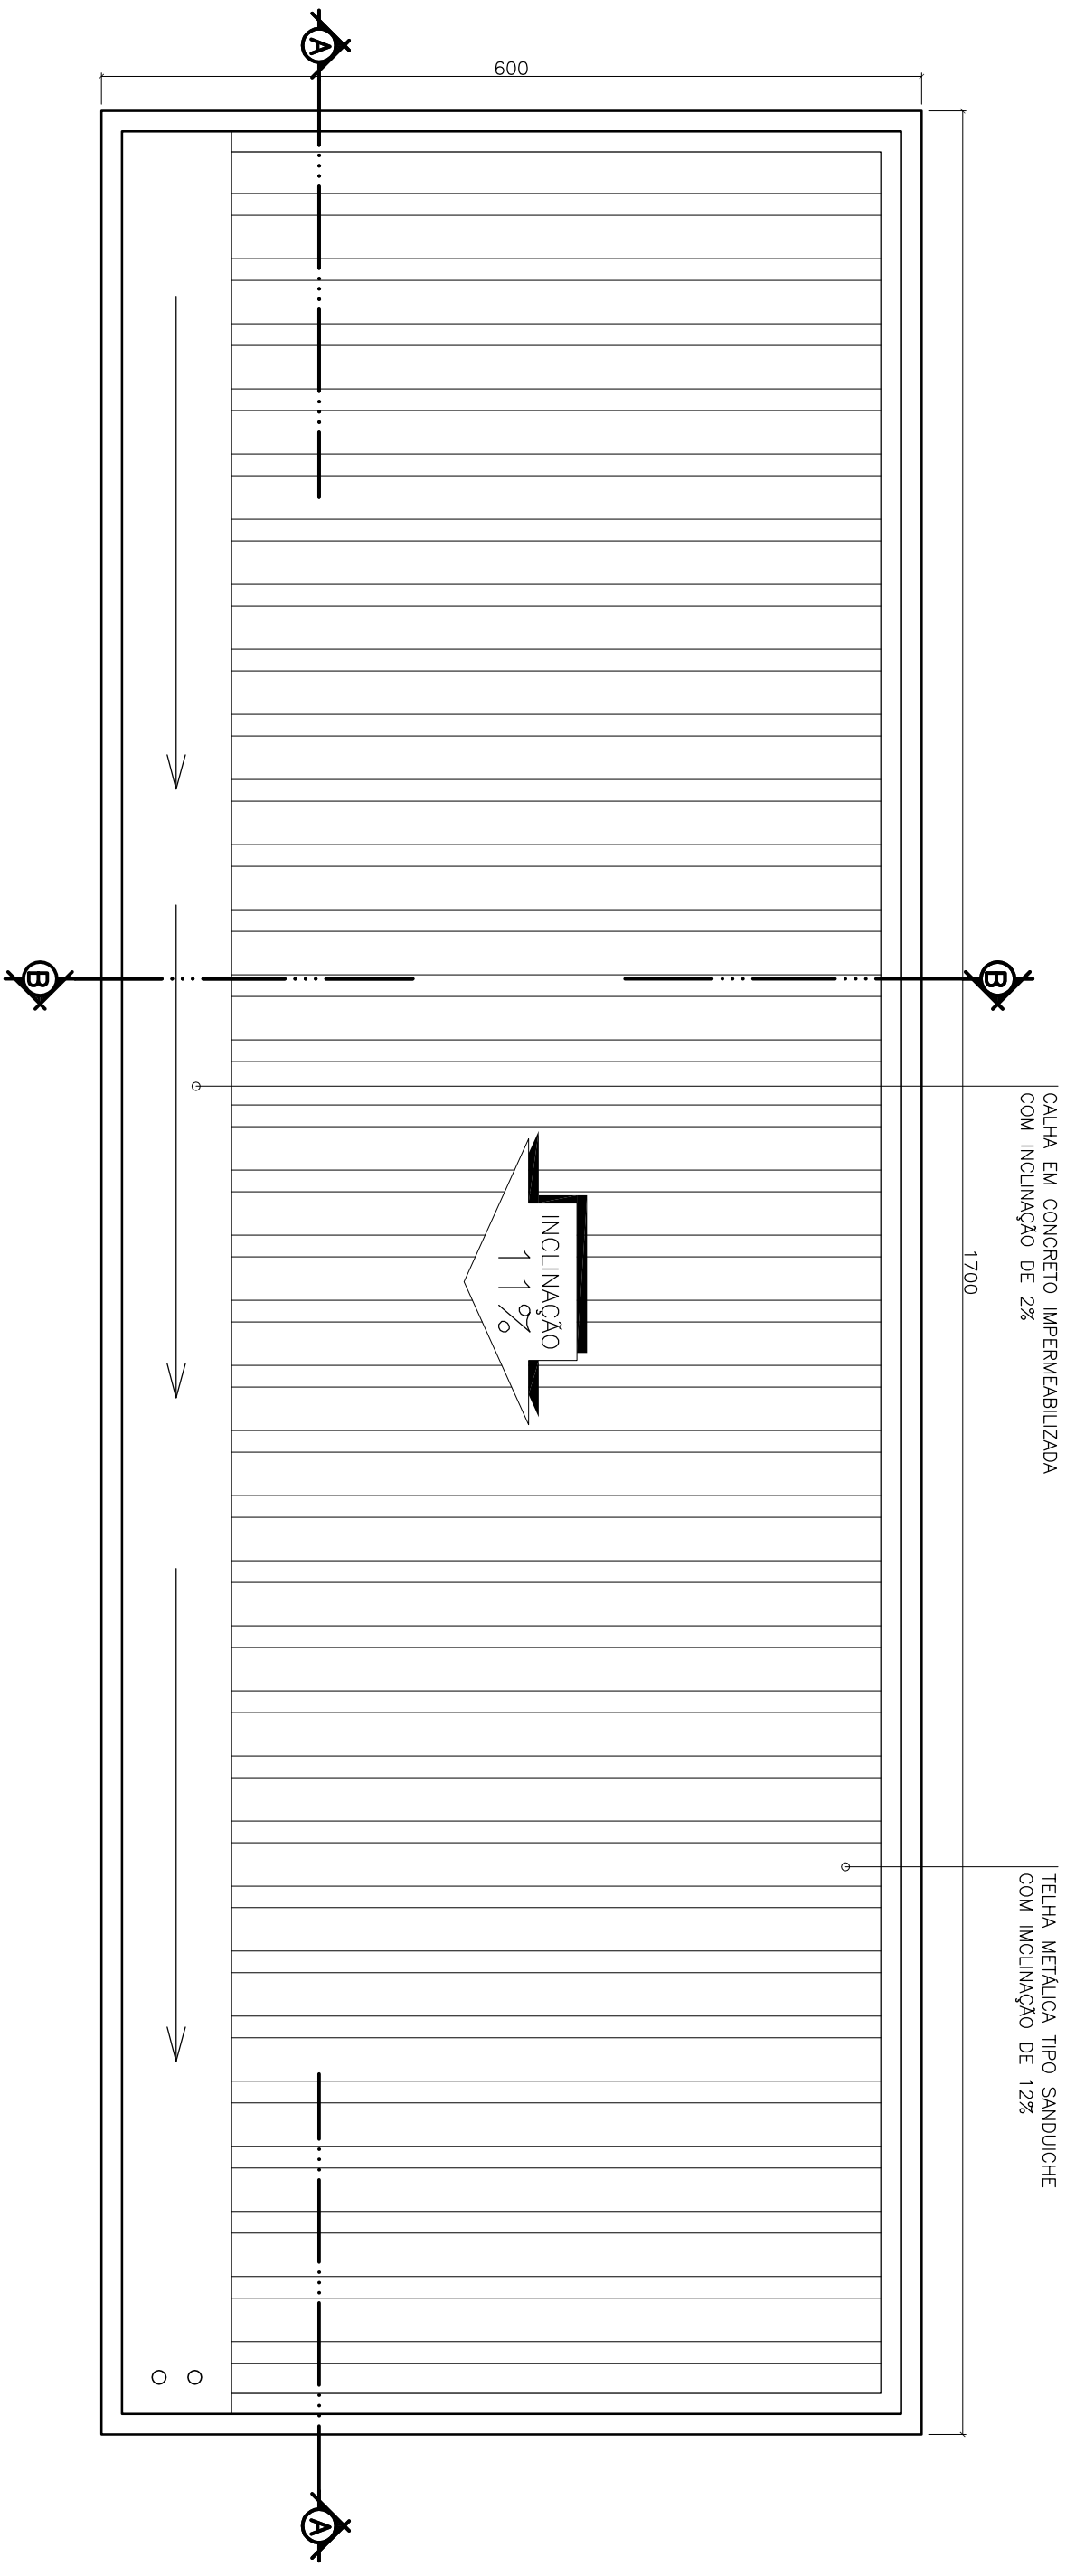 A
600
1700
B
B
CALHA EM CONCRETO IMPERMEABILIZADA
COM INCLINAÇÃO DE 2%
INCLINAÇÃO
11%
TELHA METÁLICA TIPO SANDUICHE
COM IMCLINAÇÃO DE 12%
A